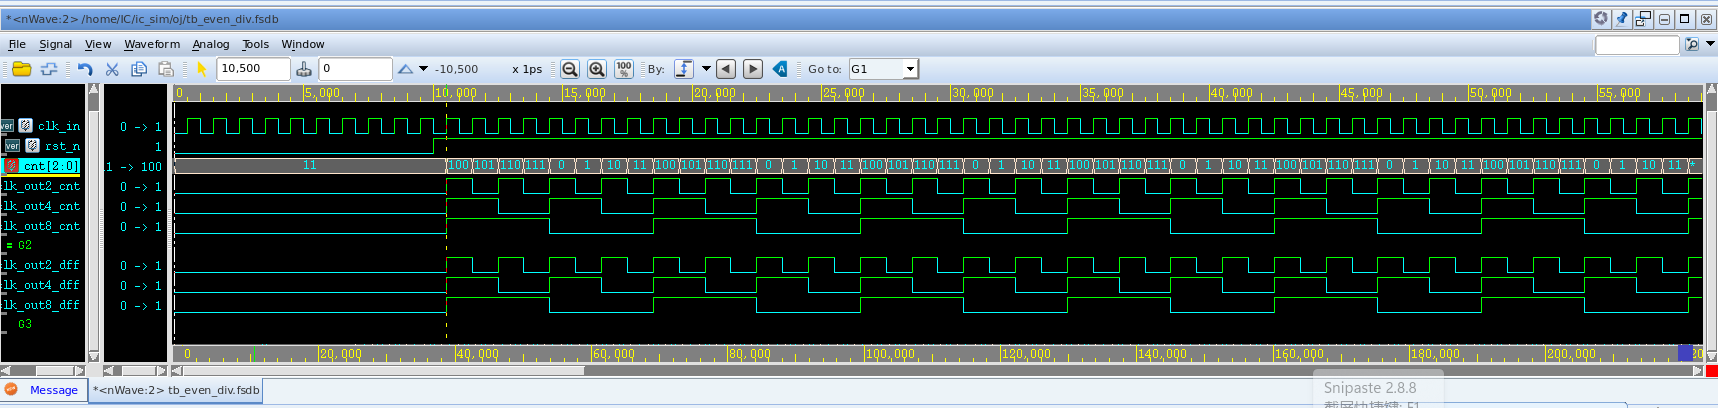 *<nWave:2> /home/IC/ic_sim/oj/tb_even_div.fsdb
File Signal View Waveform Analog Tools Window
10,500 0 -10,500 x 1ps 100 % By: Go to: G1
0 5,000 10,000 15,000 20,000 25,000 30,000 35,000 40,000 45,000 50,000 55,000
ver clk_in 0 -> 1
ver rst_n 1
cnt[2:0] 1 -> 100 11 100 101 110 111 0 1 10 11 100 101 110 111 0 1 10 11 100 101 110 111 0 1 10 11 100 101 110 111 0 1 10 11 100 101 110 111 0 1 10 11 100 101 110 111 0 1 10 11 *
lk_out2_cnt 0 -> 1
lk_out4_cnt 0 -> 1
lk_out8_cnt 0 -> 1
= G2
lk_out2_dff 0 -> 1
lk_out4_dff 0 -> 1
lk_out8_dff 0 -> 1
G3
0 20,000 40,000 60,000 80,000 100,000 120,000 140,000 160,000 180,000 200,000 20
Message *<nWave:2> tb_even_div.fsdb
Snipaste 2.8.8